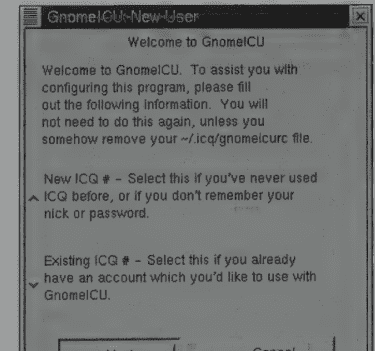 GnomeICU: New User
Welcome to GnomeICU
Welcome to GnomeICU. To assist you with
configuring this program, please fill
out the following information. You will
not need to do this again, unless you
somehow remove your ~/.icq/gnomeicurc file.
New ICQ # - Select this if you've never used
ICQ before, or if you don't remember your
nick or password.
Existing ICQ # - Select this if you already
have an account which you'd like to use with
GnomeICU.
Cancel